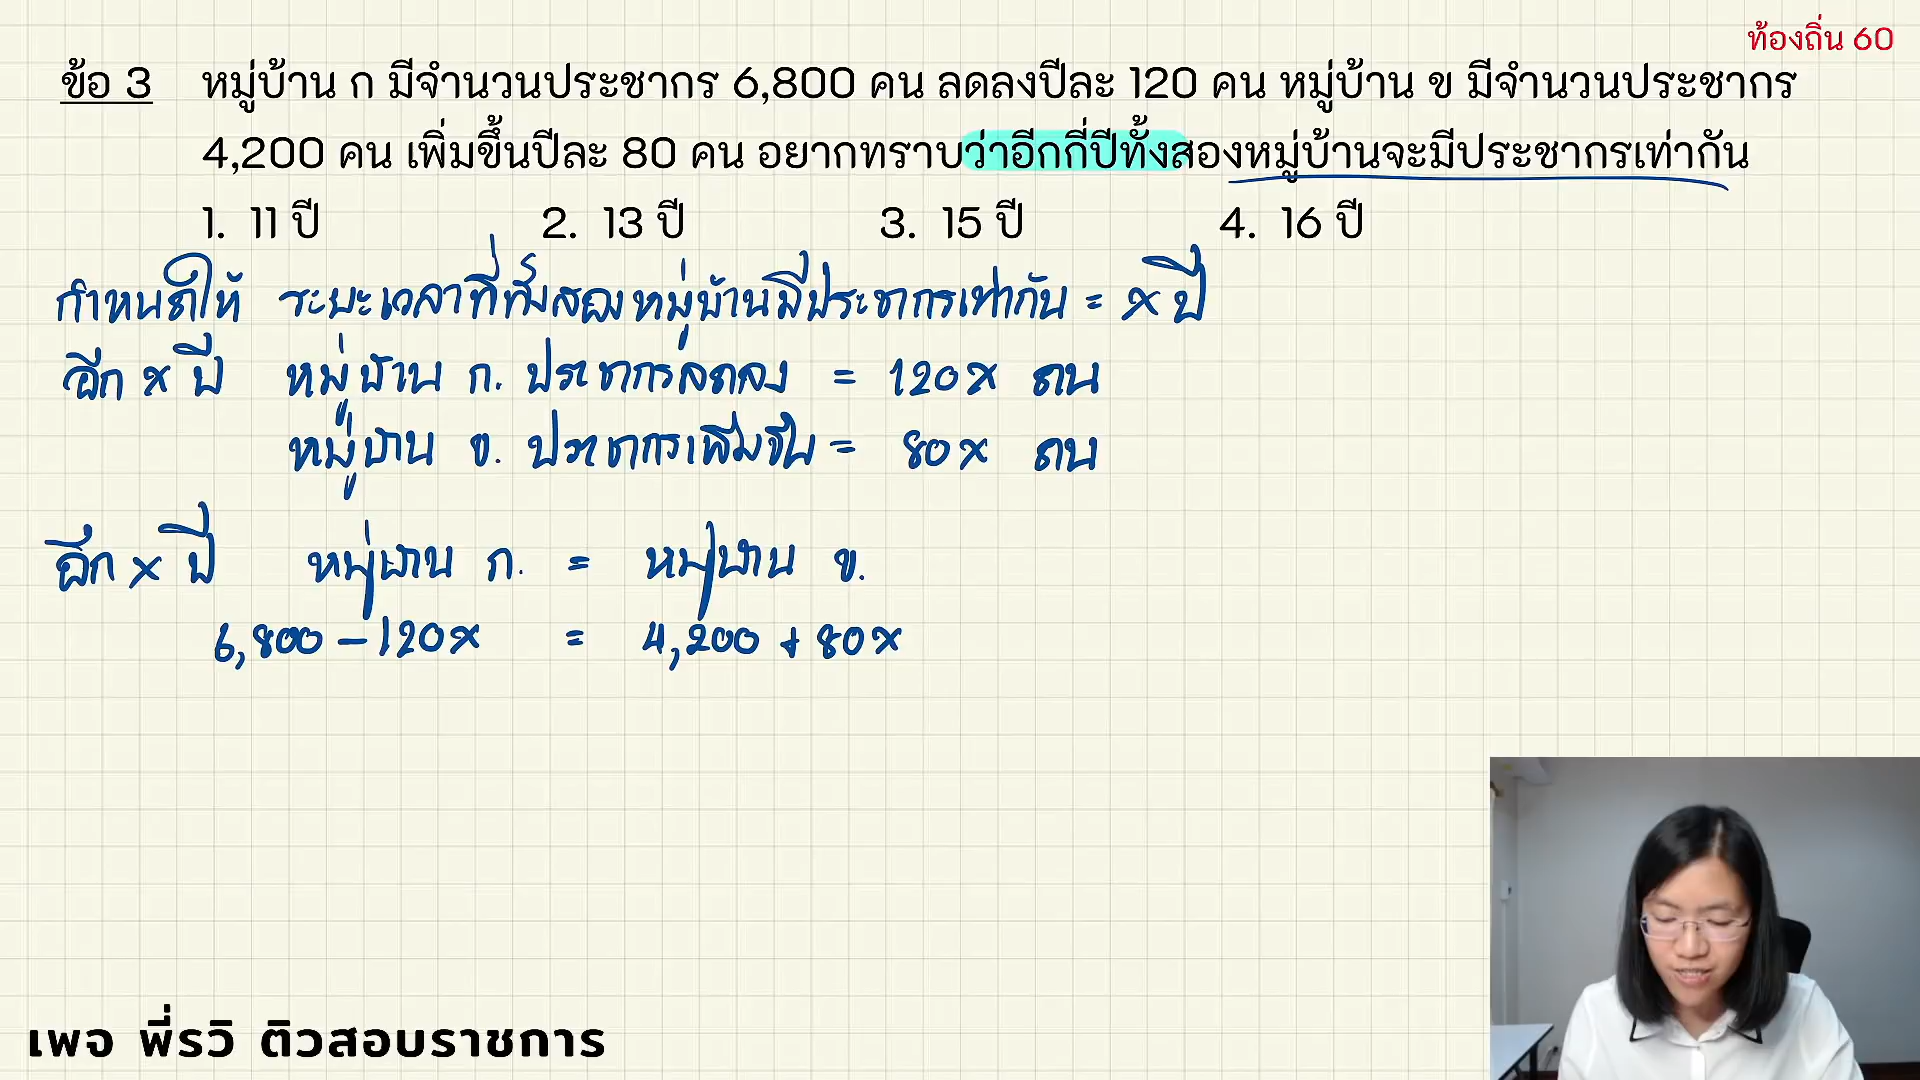 ท้องถิ่น 60
ข้อ 3 หมู่บ้าน ก มีจำนวนประชากร 6,800 คน ลดลงปีละ 120 คน หมู่บ้าน ข มีจำนวนประชากร
4,200 คน เพิ่มขึ้นปีละ 80 คน อยากทราบว่าอีกกี่ปีทั้งสองหมู่บ้านจะมีประชากรเท่ากัน
1. 11 ปี 2. 13 ปี 3. 15 ปี 4. 16 ปี
กำหนดให้ ระยะเวลาที่ทั้งสองหมู่บ้านมีประชากรเท่ากัน = x ปี
อีก x ปี หมู่บ้าน ก. ประชากรลดลง = 120x คน
หมู่บ้าน ข. ประชากรเพิ่มขึ้น = 80x คน
อีก x ปี หมู่บ้าน ก. = หมู่บ้าน ข.
6,800 - 120x = 4,200 + 80x
เพจ พี่รวิ ติวสอบราชการ